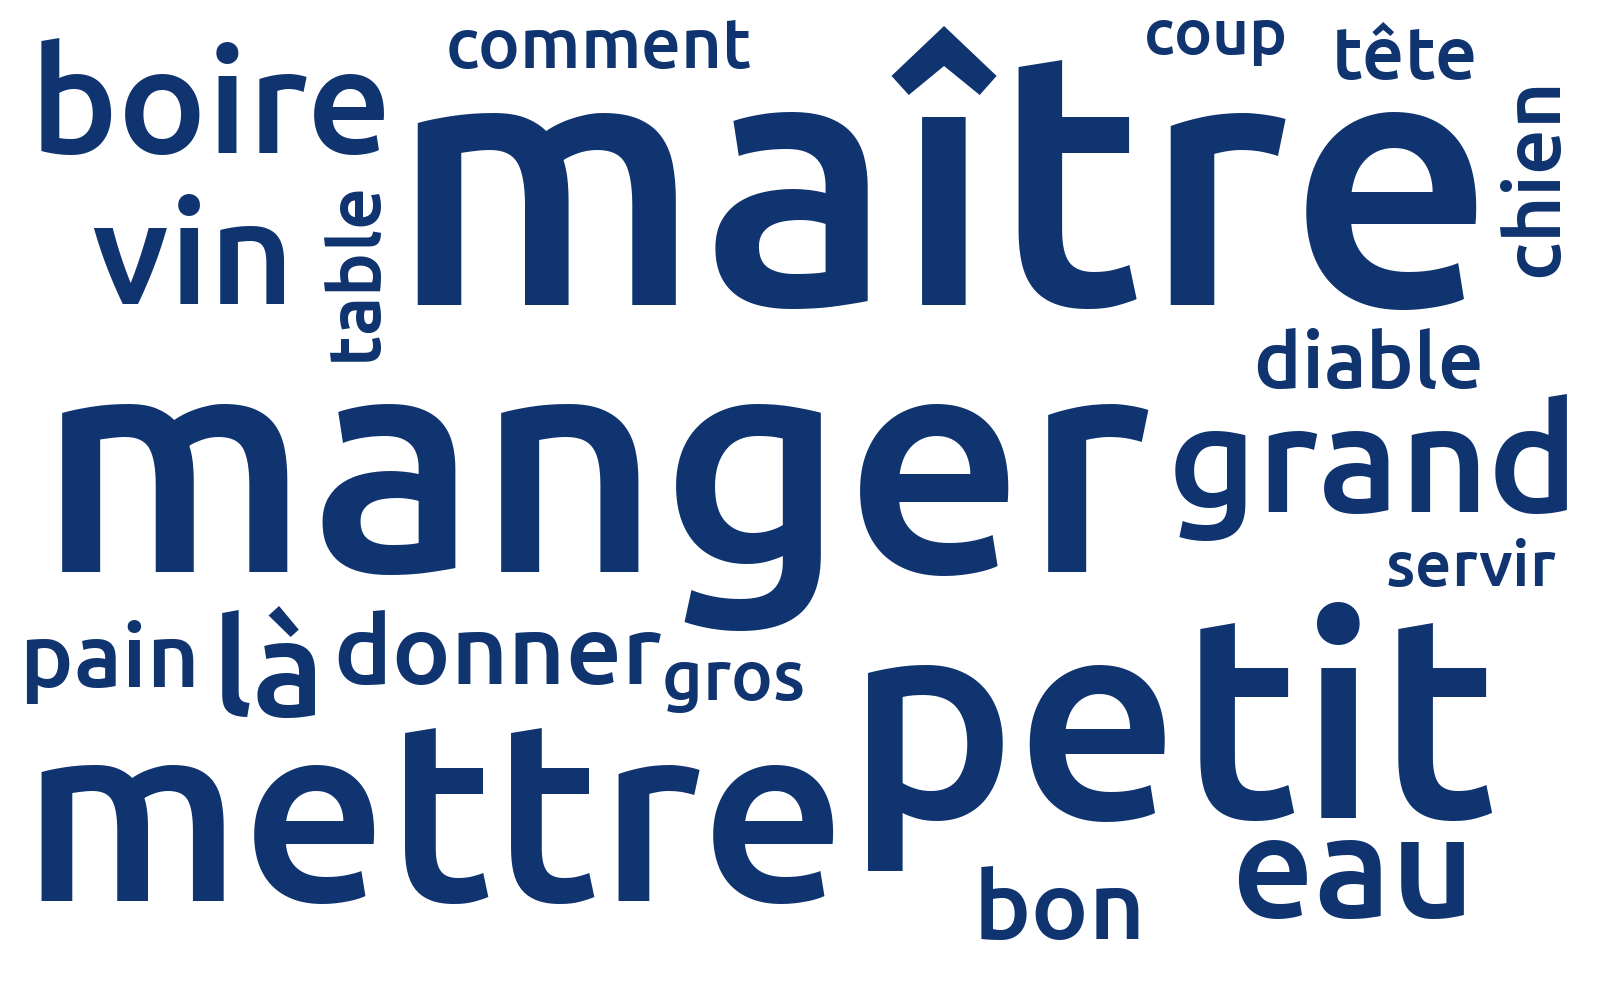 boire
comment
coup
tête
maître
chien
vin
table
diable
manger
grand
servir
pain
là
donner
gros
petit
mettre
eau
bon